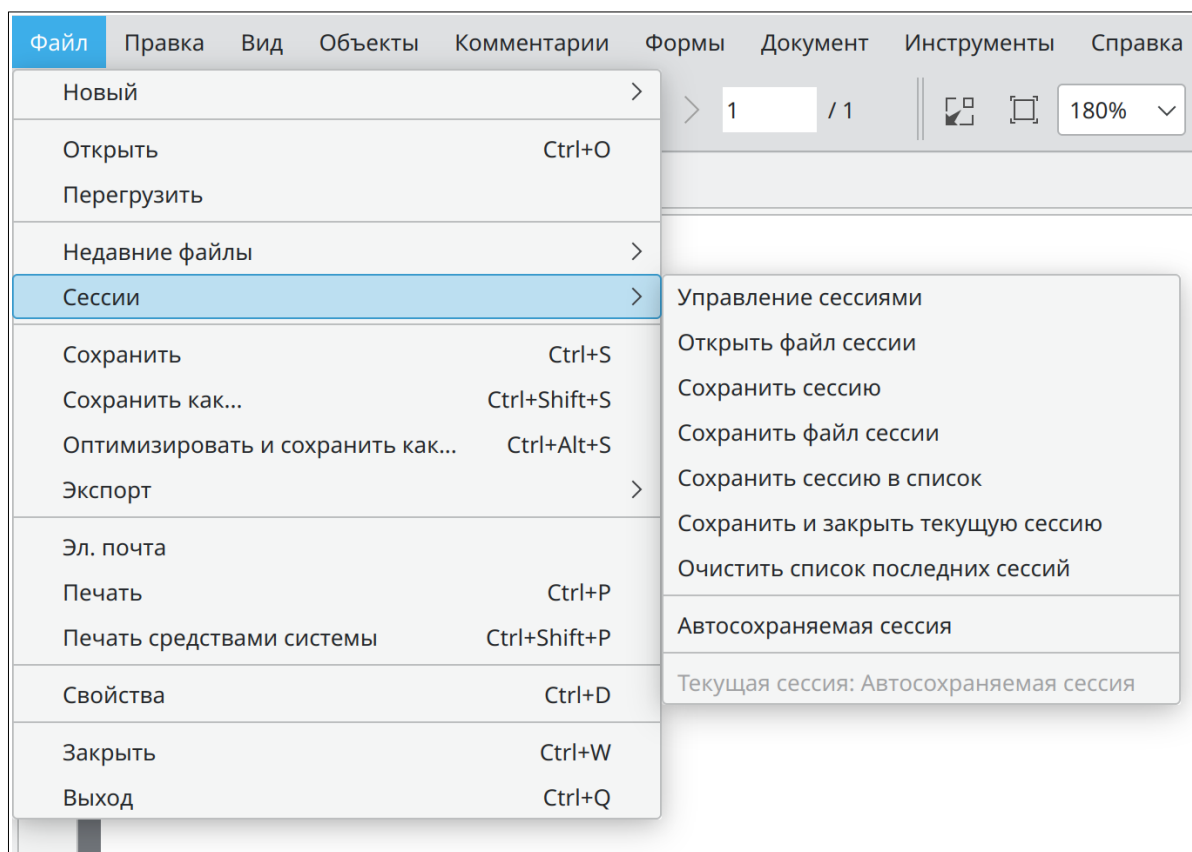 Файл Правка Вид Объекты Комментарии Формы Документ Инструменты Справка
1 / 1 180%
Новый
Открыть Ctrl+O
Перегрузить
Недавние файлы
Сессии
Сохранить Ctrl+S
Сохранить как... Ctrl+Shift+S
Оптимизировать и сохранить как... Ctrl+Alt+S
Экспорт
Эл. почта
Печать Ctrl+P
Печать средствами системы Ctrl+Shift+P
Свойства Ctrl+D
Закрыть Ctrl+W
Выход Ctrl+Q
Управление сессиями
Открыть файл сессии
Сохранить сессию
Сохранить файл сессии
Сохранить сессию в список
Сохранить и закрыть текущую сессию
Очистить список последних сессий
Автосохраняемая сессия
Текущая сессия: Автосохраняемая сессия